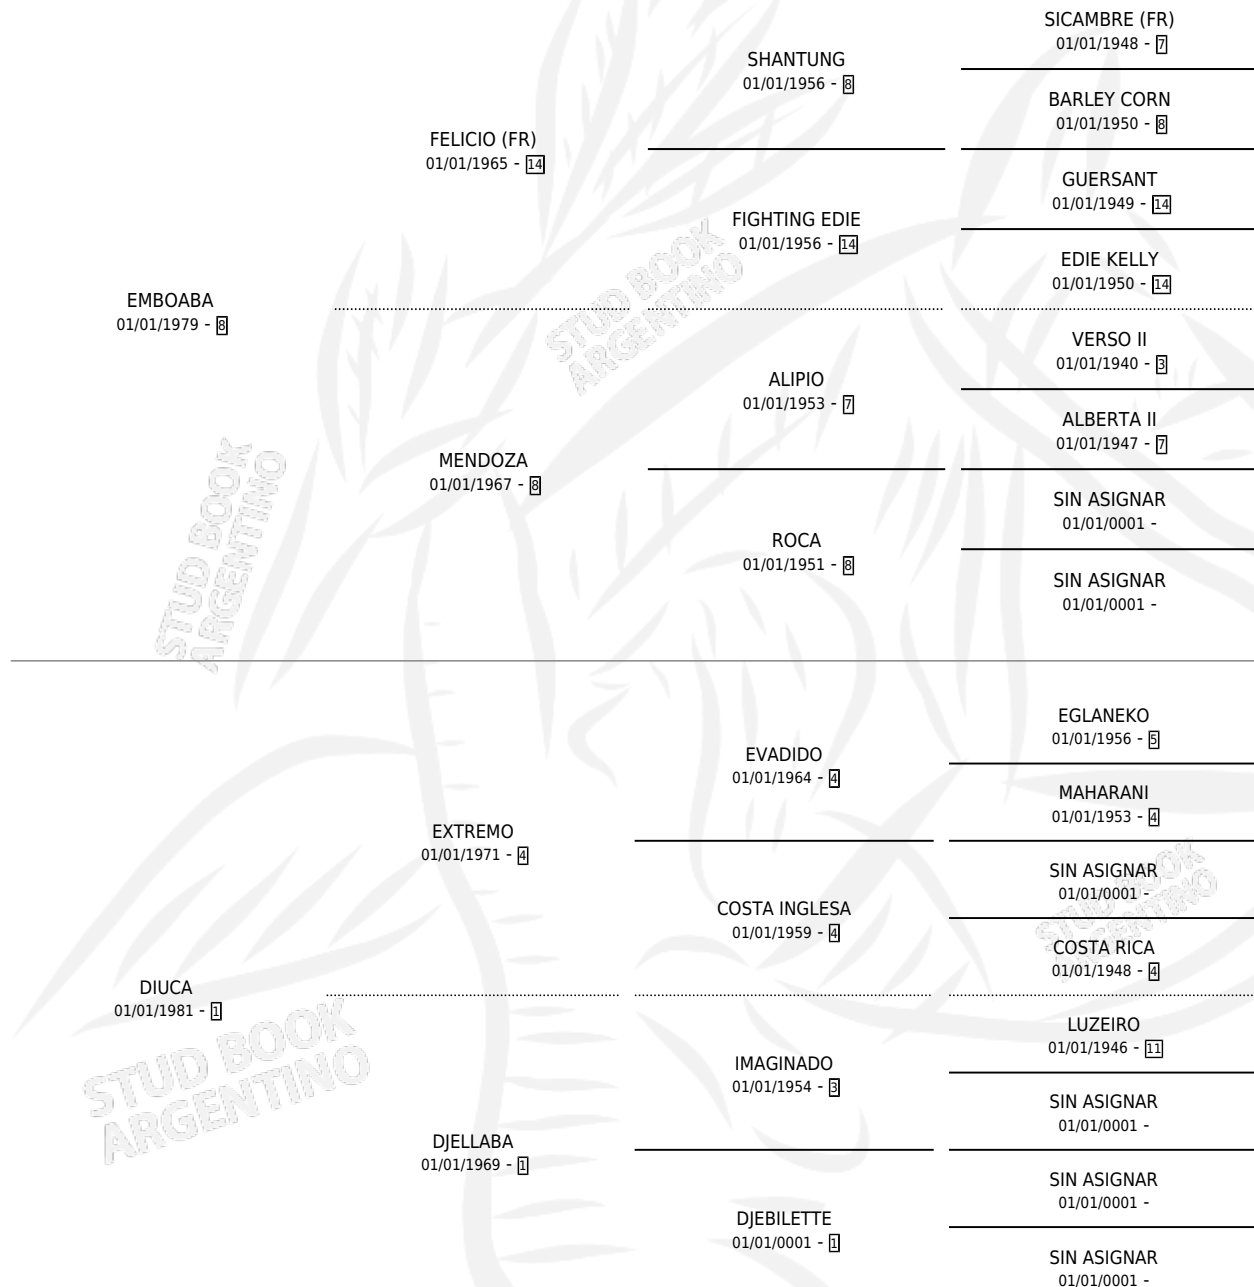 SICAMBRE (FR)
01/01/1948 - 7
SHANTUNG
01/01/1956 - 8
BARLEY CORN
01/01/1950 - 8
FELICIO (FR)
01/01/1965 - 14
GUERSANT
01/01/1949 - 14
FIGHTING EDIE
01/01/1956 - 14
EDIE KELLY
01/01/1950 - 14
EMBOABA
01/01/1979 - 8
VERSO II
01/01/1940 - 3
ALIPIO
01/01/1953 - 7
ALBERTA II
01/01/1947 - 7
MENDOZA
01/01/1967 - 8
SIN ASIGNAR
01/01/0001 -
ROCA
01/01/1951 - 8
SIN ASIGNAR
01/01/0001 -
EGLANEKO
01/01/1956 - 5
EVADIDO
01/01/1964 - 4
MAHARANI
01/01/1953 - 4
EXTREMO
01/01/1971 - 4
SIN ASIGNAR
01/01/0001 -
COSTA INGLESA
01/01/1959 - 4
COSTA RICA
01/01/1948 - 4
DIUCA
01/01/1981 - 1
LUZEIRO
01/01/1946 - 11
IMAGINADO
01/01/1954 - 3
SIN ASIGNAR
01/01/0001 -
DJELLABA
01/01/1969 - 1
SIN ASIGNAR
01/01/0001 -
DJEBILETTE
01/01/0001 - 1
SIN ASIGNAR
01/01/0001 -
STUD BOOK
ARGENTINO
STUD BOOK
ARGENTINO
STUD BOOK
ARGENTINO
STUD BOOK
ARGENTINO